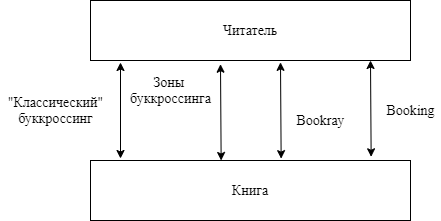 Читатель
"Классический"
буккроссинг
Зоны
буккроссинга
Bookray
Booking
Книга